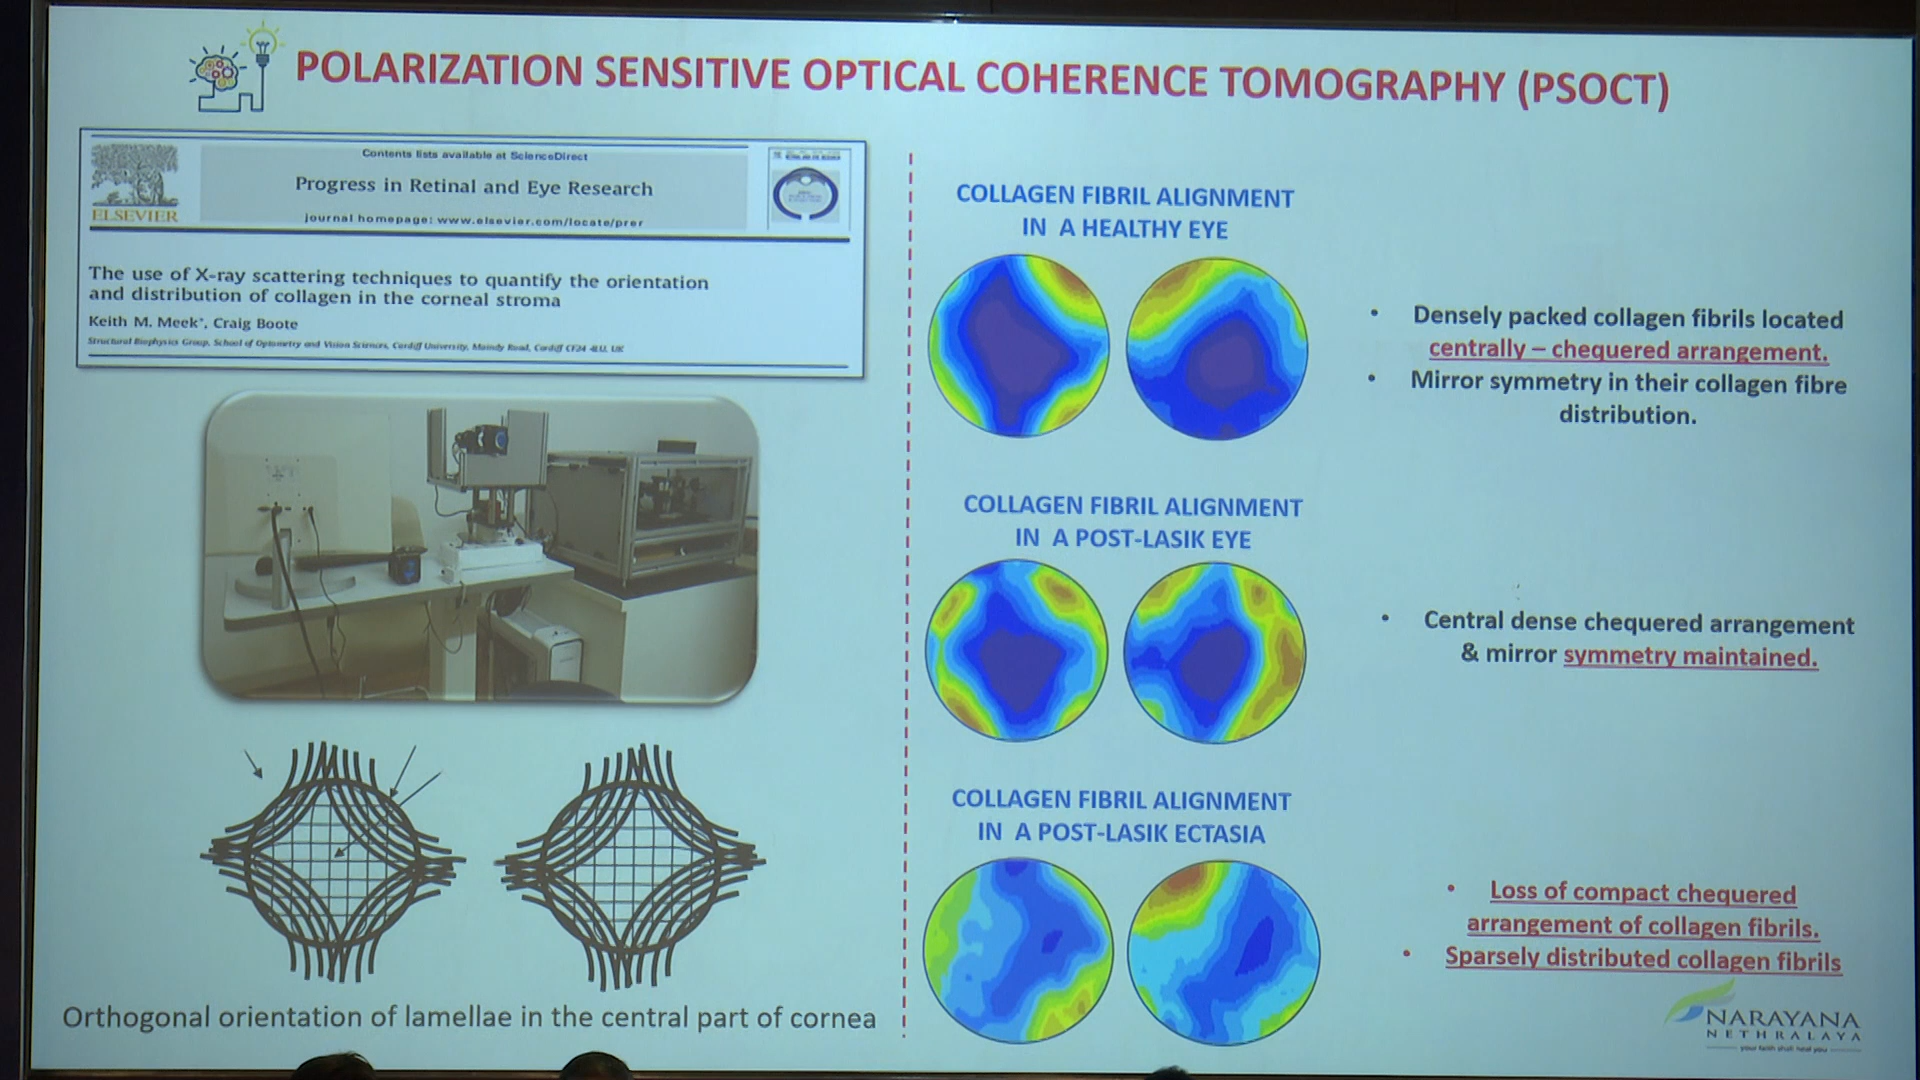 POLARIZATION SENSITIVE OPTICAL COHERENCE TOMOGRAPHY (PSOCT)
Contents lists available at ScienceDirect
Progress in Retinal and Eye Research
journal homepage: www.elsevier.com/locate/prer
ELSEVIER
The use of X-ray scattering techniques to quantify the orientation
and distribution of collagen in the corneal stroma
Keith M. Meek*, Craig Boote
Structural Biophysics Group, School of Optometry and Vision Sciences, Cardiff University, Maindy Road, Cardiff CF24 4LU, UK
Orthogonal orientation of lamellae in the central part of cornea
COLLAGEN FIBRIL ALIGNMENT
IN A HEALTHY EYE
• Densely packed collagen fibrils located
centrally – chequered arrangement.
• Mirror symmetry in their collagen fibre
distribution.
COLLAGEN FIBRIL ALIGNMENT
IN A POST-LASIK EYE
• Central dense chequered arrangement
& mirror symmetry maintained.
COLLAGEN FIBRIL ALIGNMENT
IN A POST-LASIK ECTASIA
• Loss of compact chequered
arrangement of collagen fibrils.
• Sparsely distributed collagen fibrils
NARAYANA
NETHRALAYA
your faith shall heal you